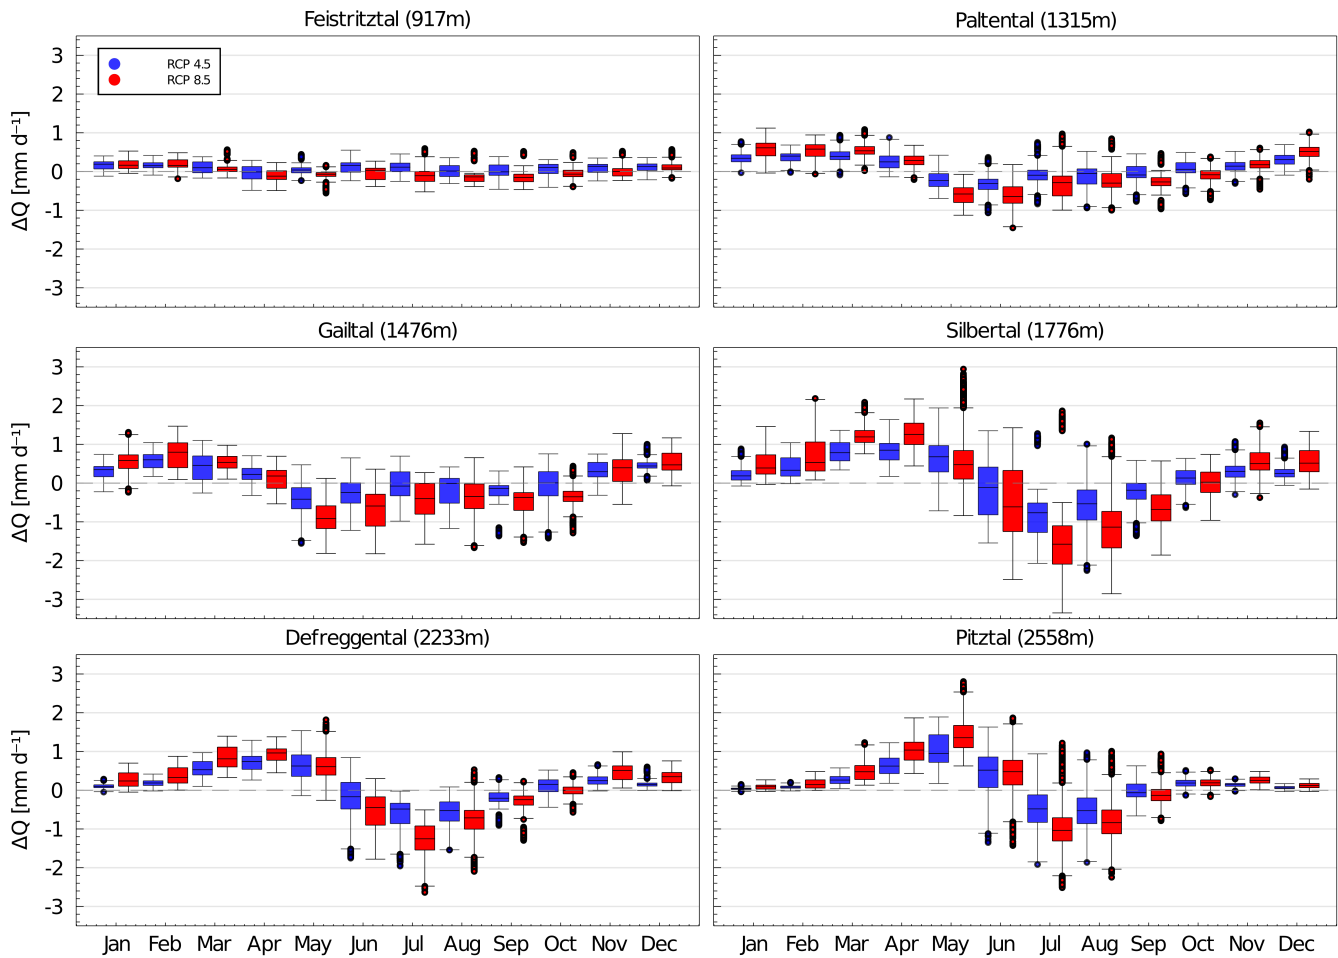 Feistritztal (917m)
Paltental (1315m)
RCP 4.5
RCP 8.5
ΔQ [mm d⁻¹]
3
2
1
0
-1
-2
-3
Gailtal (1476m)
Silbertal (1776m)
ΔQ [mm d⁻¹]
3
2
1
0
-1
-2
-3
Defreggental (2233m)
Pitztal (2558m)
ΔQ [mm d⁻¹]
3
2
1
0
-1
-2
-3
Jan Feb Mar Apr May Jun Jul Aug Sep Oct Nov Dec
Jan Feb Mar Apr May Jun Jul Aug Sep Oct Nov Dec